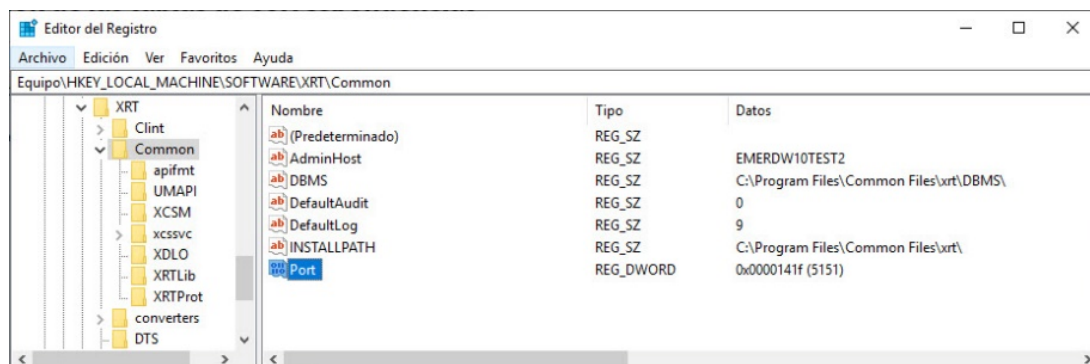 Editor del Registro
Archivo Edición Ver Favoritos Ayuda
Equipo\HKEY_LOCAL_MACHINE\SOFTWARE\XRT\Common
XRT
Clint
Common
apifmt
UMAPI
XCSM
xcssvc
XDLO
XRTLib
XRTProt
converters
DTS
Nombre Tipo Datos
(Predeterminado) REG_SZ
AdminHost REG_SZ EMERDW10TEST2
DBMS REG_SZ C:\Program Files\Common Files\xrt\DBMS\
DefaultAudit REG_SZ 0
DefaultLog REG_SZ 9
INSTALLPATH REG_SZ C:\Program Files\Common Files\xrt\
Port REG_DWORD 0x0000141f (5151)